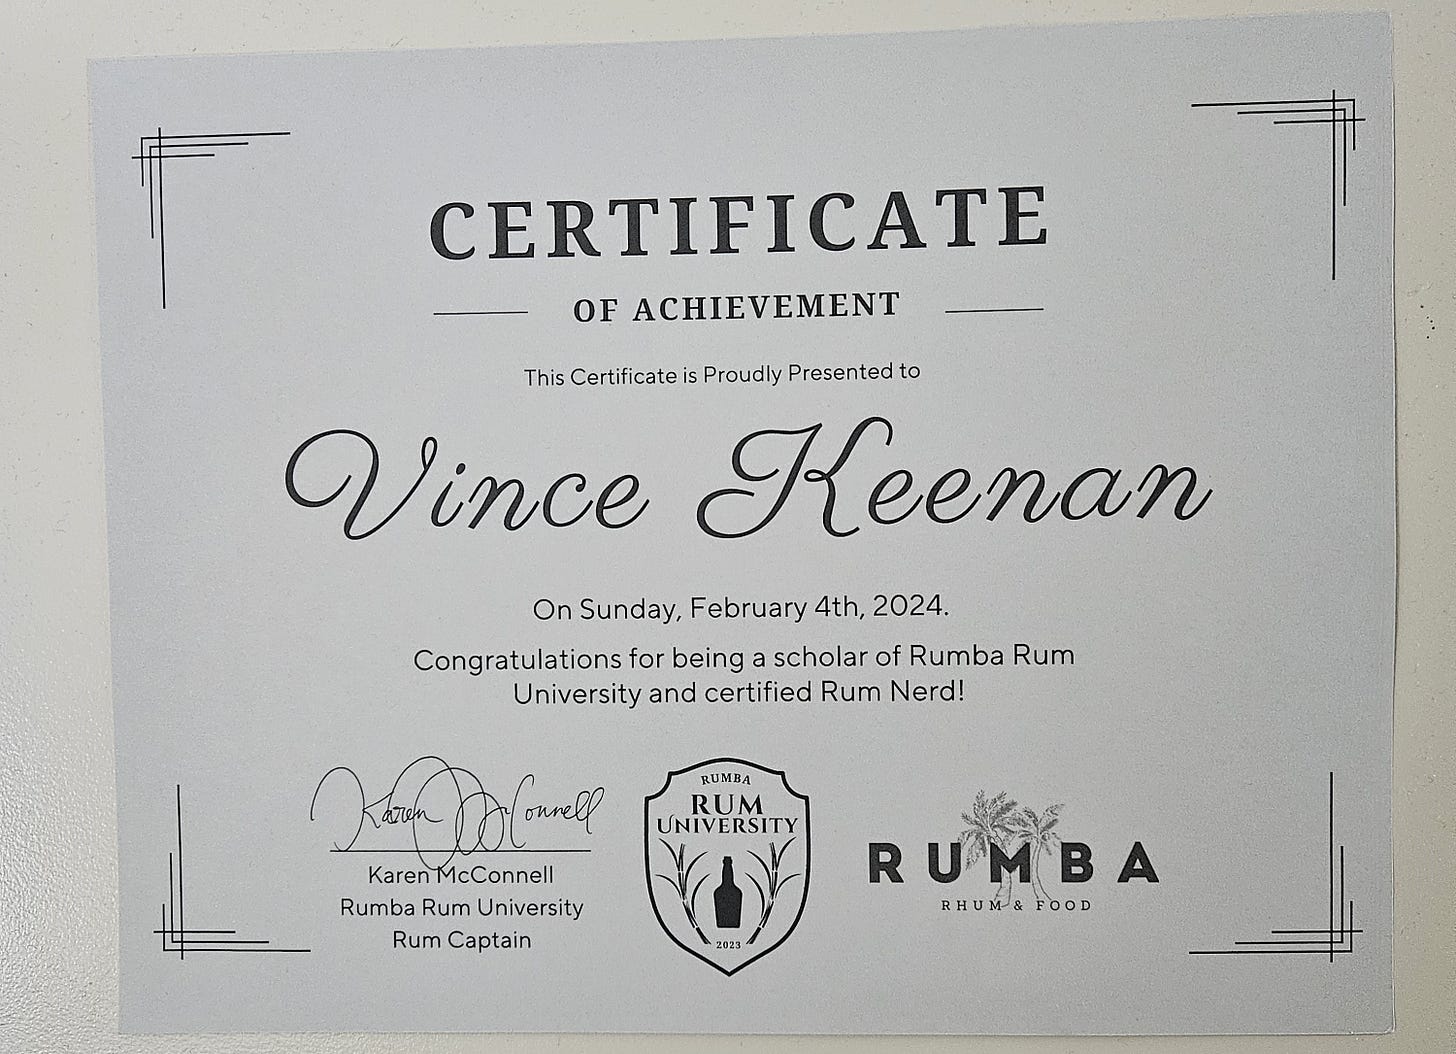 CERTIFICATE
OF ACHIEVEMENT
This Certificate is Proudly Presented to
Vince Keenan
On Sunday, February 4th, 2024.
Congratulations for being a scholar of Rumba Rum
University and certified Rum Nerd!
Karen McConnell
Karen McConnell
Rumba Rum University
Rum Captain
RUMBA
RUM
UNIVERSITY
2023
RUMBA
RHUM & FOOD